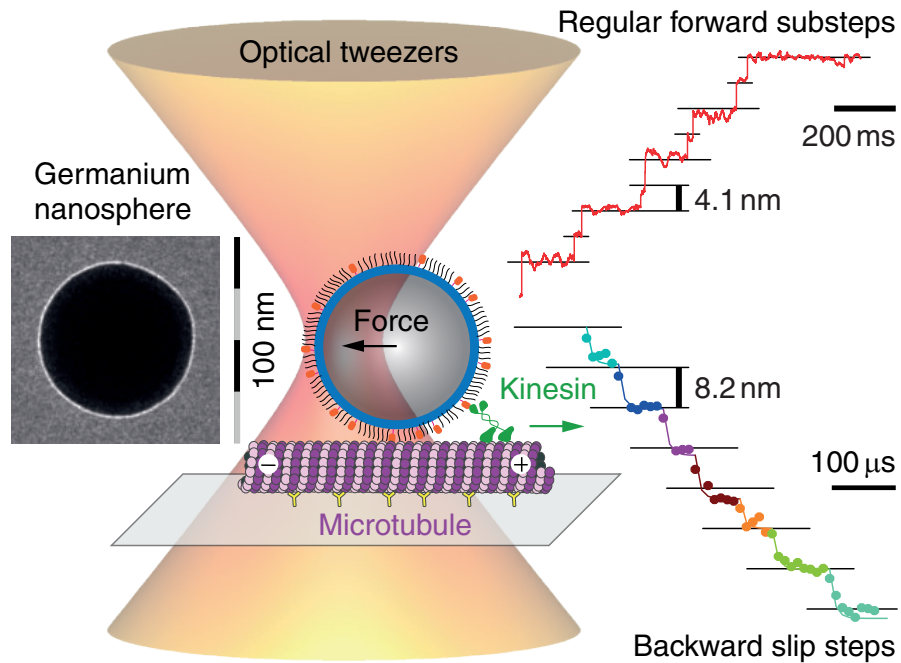 Regular forward substeps
Optical tweezers
200 ms
Germanium
nanosphere
4.1 nm
100 nm
Force
Kinesin
8.2 nm
− +
100 µs
Microtubule
Backward slip steps